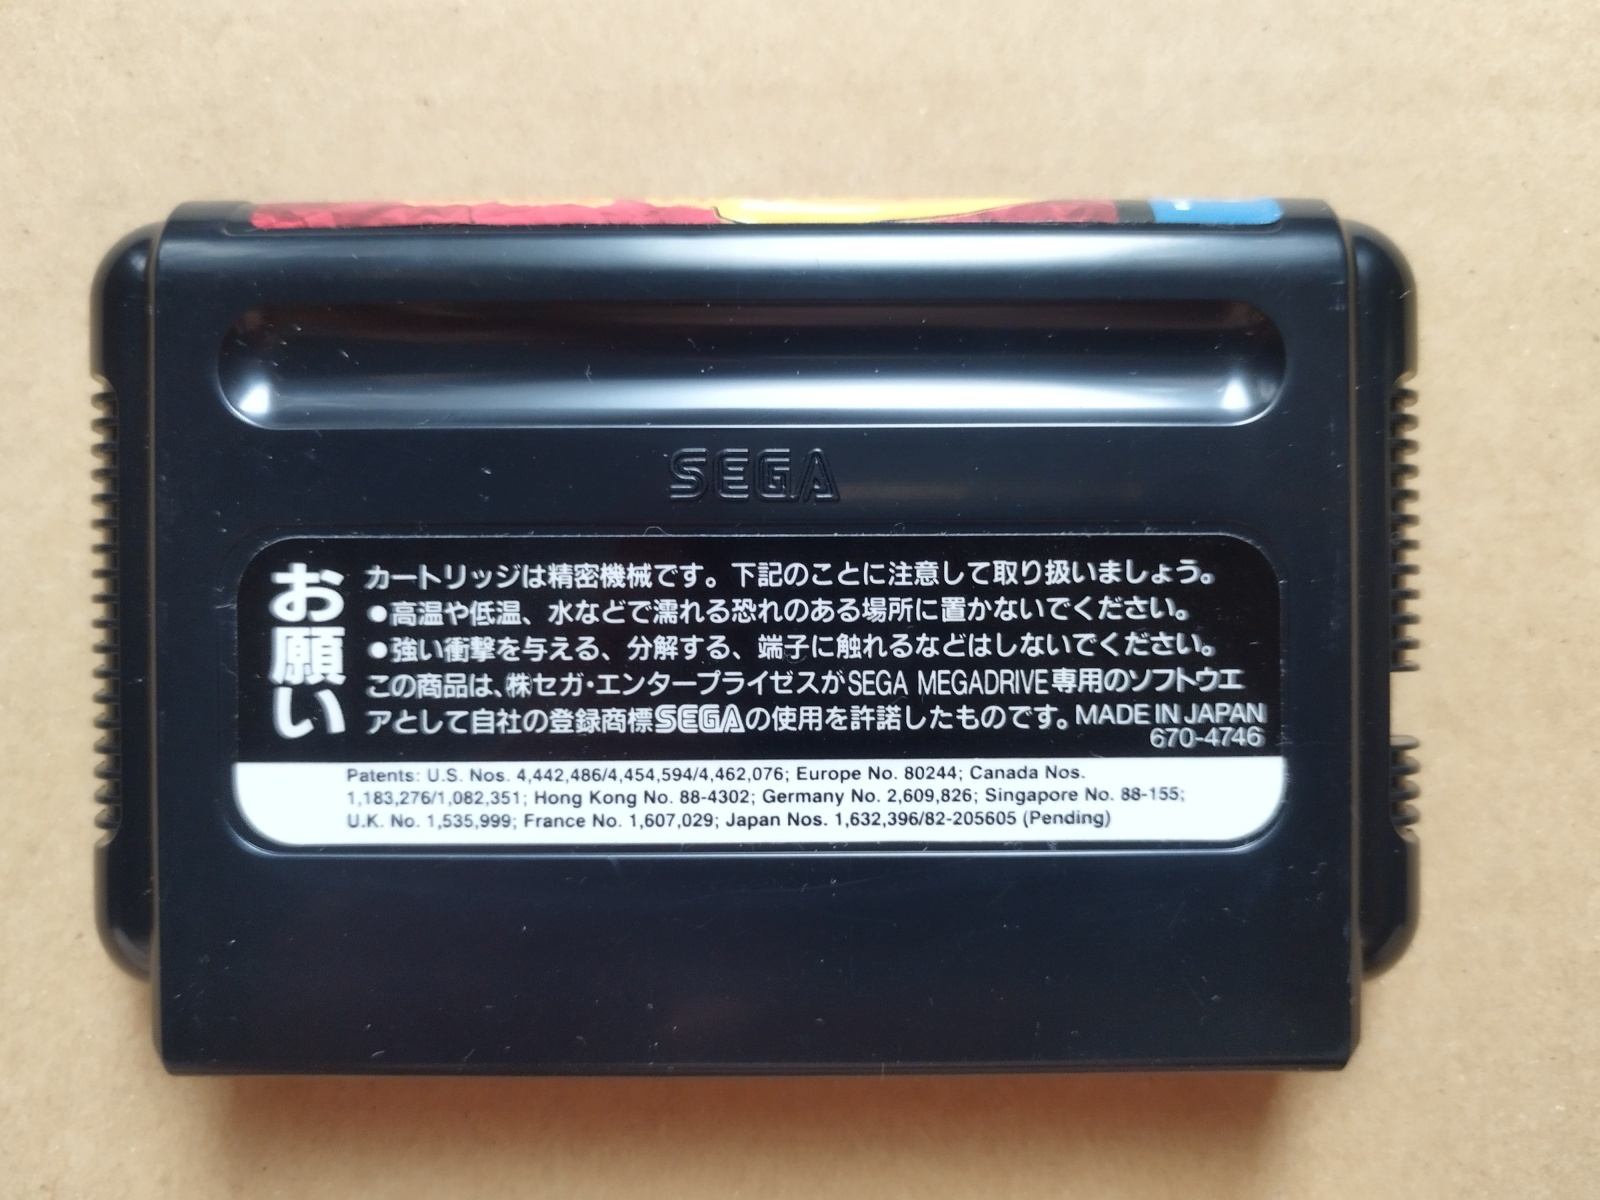 SEGA
お願い
カートリッジは精密機械です。下記のことに注意して取り扱いましょう。
●高温や低温、水などで濡れる恐れのある場所に置かないでください。
●強い衝撃を与える、分解する、端子に触れるなどはしないでください。
この商品は、㈱セガ・エンタープライゼスがSEGA MEGADRIVE専用のソフトウエ
アとして自社の登録商標SEGAの使用を許諾したものです。MADE IN JAPAN
670-4746
Patents: U.S. Nos. 4,442,486/4,454,594/4,462,076; Europe No. 80244; Canada Nos.
1,183,276/1,082,351; Hong Kong No. 88-4302; Germany No. 2,609,826; Singapore No. 88-155;
U.K. No. 1,535,999; France No. 1,607,029; Japan Nos. 1,632,396/82-205605 (Pending)